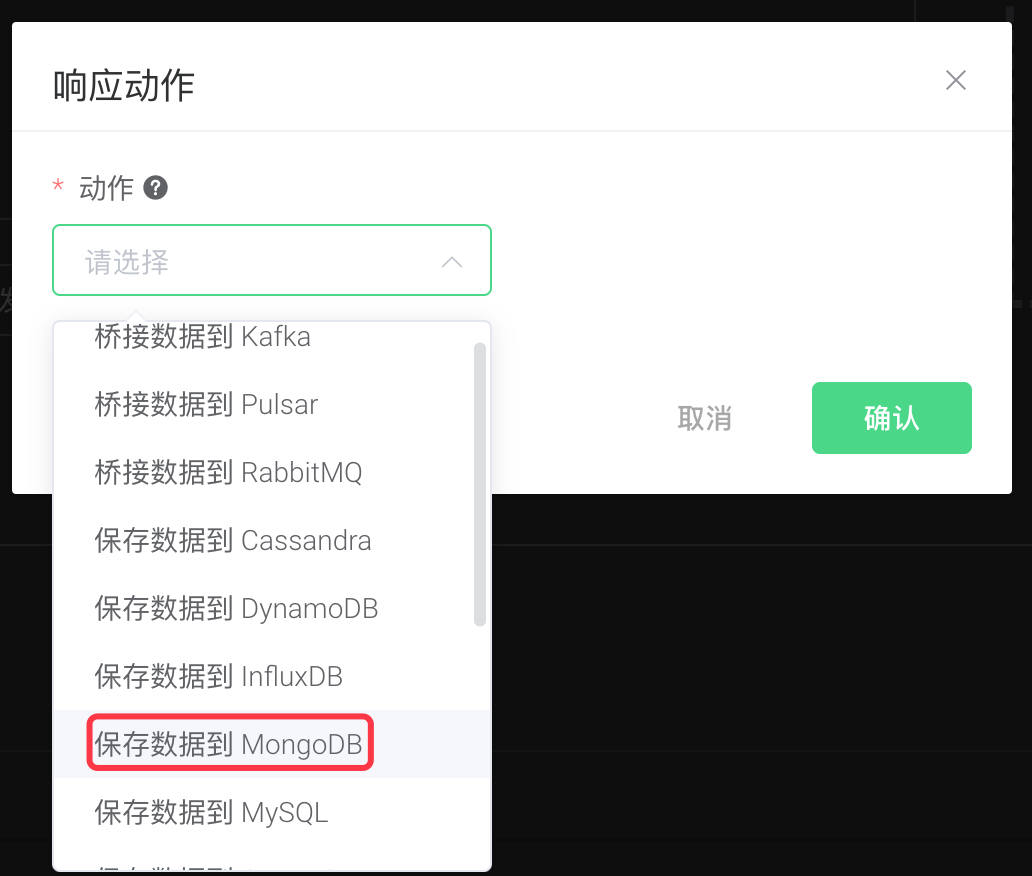 响应动作
* 动作
请选择
桥接数据到 Kafka
桥接数据到 Pulsar
取消
确认
桥接数据到 RabbitMQ
保存数据到 Cassandra
保存数据到 DynamoDB
保存数据到 InfluxDB
保存数据到 MongoDB
保存数据到 MySQL